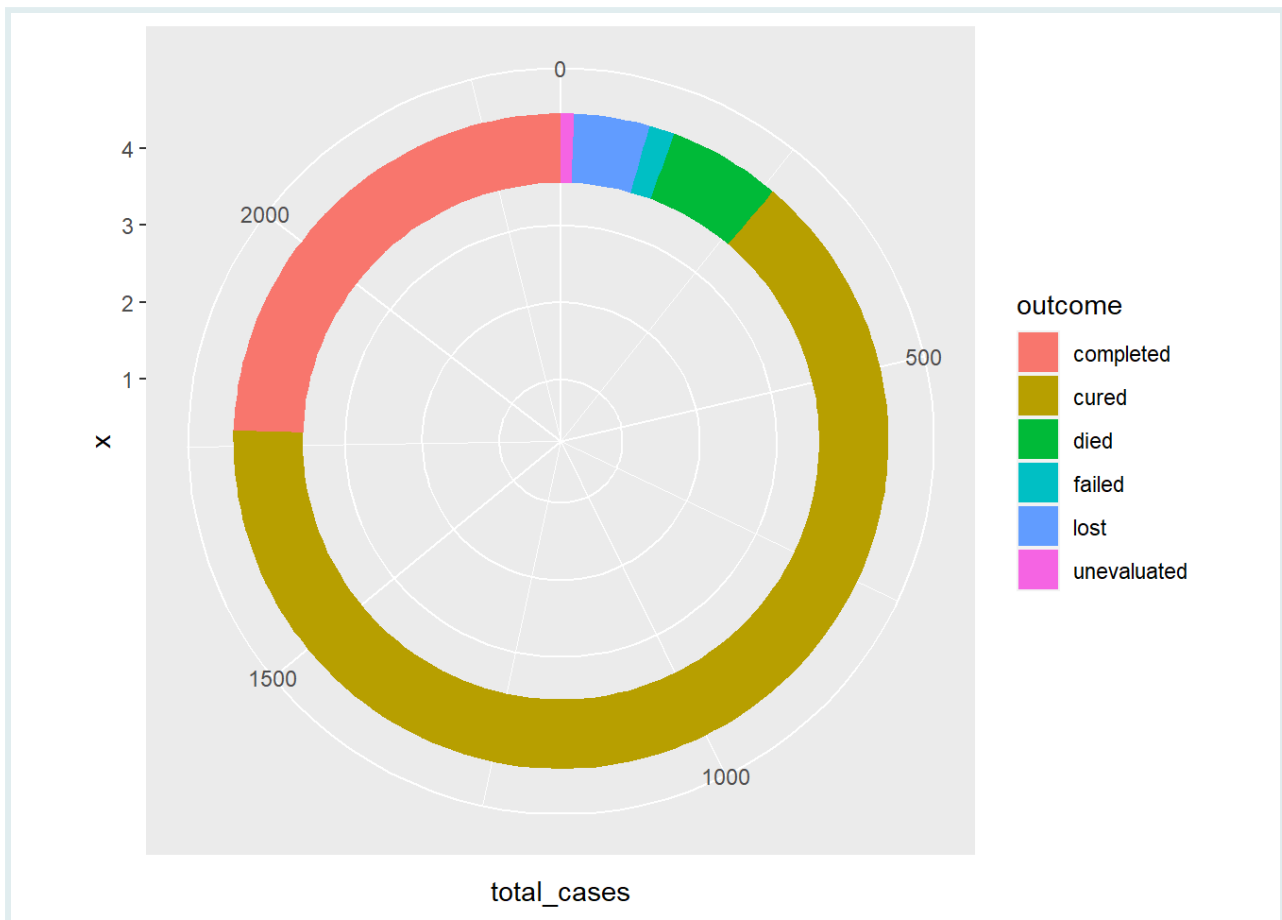 0
4
3
2
1
2000
500
1500
1000
x
total_cases
outcome
completed
cured
died
failed
lost
unevaluated